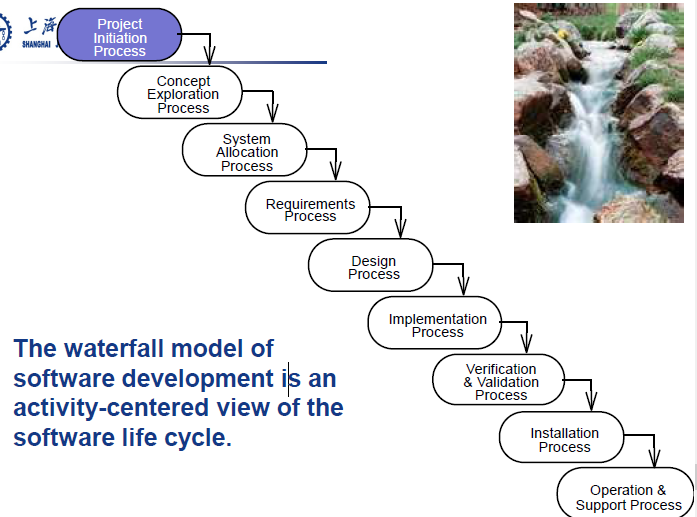 上海
SHANGHAI
Project
Initiation
Process
Concept
Exploration
Process
System
Allocation
Process
Requirements
Process
Design
Process
Implementation
Process
Verification
& Validation
Process
Installation
Process
Operation &
Support Process
The waterfall model of
software development is an
activity-centered view of the
software life cycle.